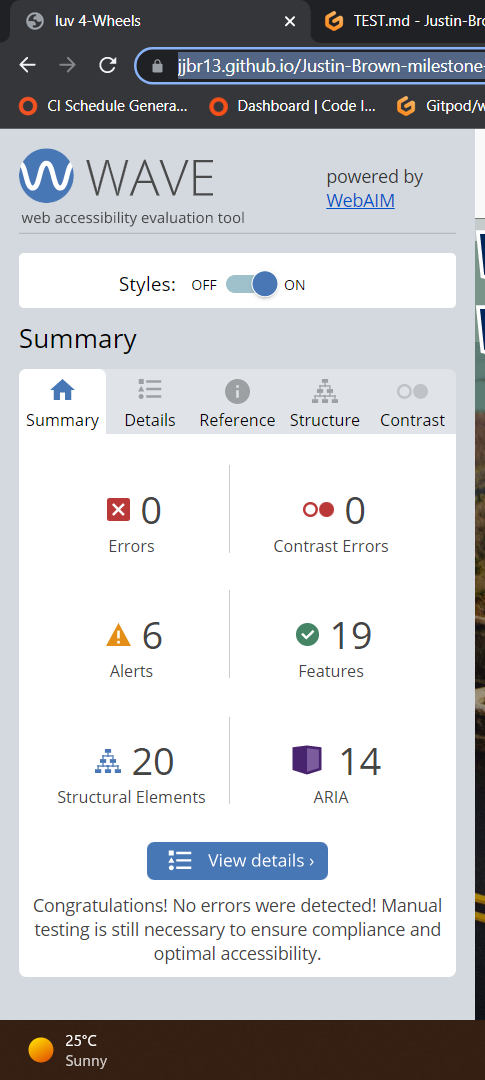 luv 4-Wheels
TEST.md - Justin-Bro
jjbr13.github.io/Justin-Brown-milestone-
CI Schedule Genera...
Dashboard | Code I...
Gitpod/w
WAVE
web accessibility evaluation tool
powered by
WebAIM
Styles: OFF ON
Summary
Summary Details Reference Structure Contrast
0 0
Errors Contrast Errors
6 19
Alerts Features
20 14
Structural Elements ARIA
View details ›
Congratulations! No errors were detected! Manual
testing is still necessary to ensure compliance and
optimal accessibility.
25°C
Sunny